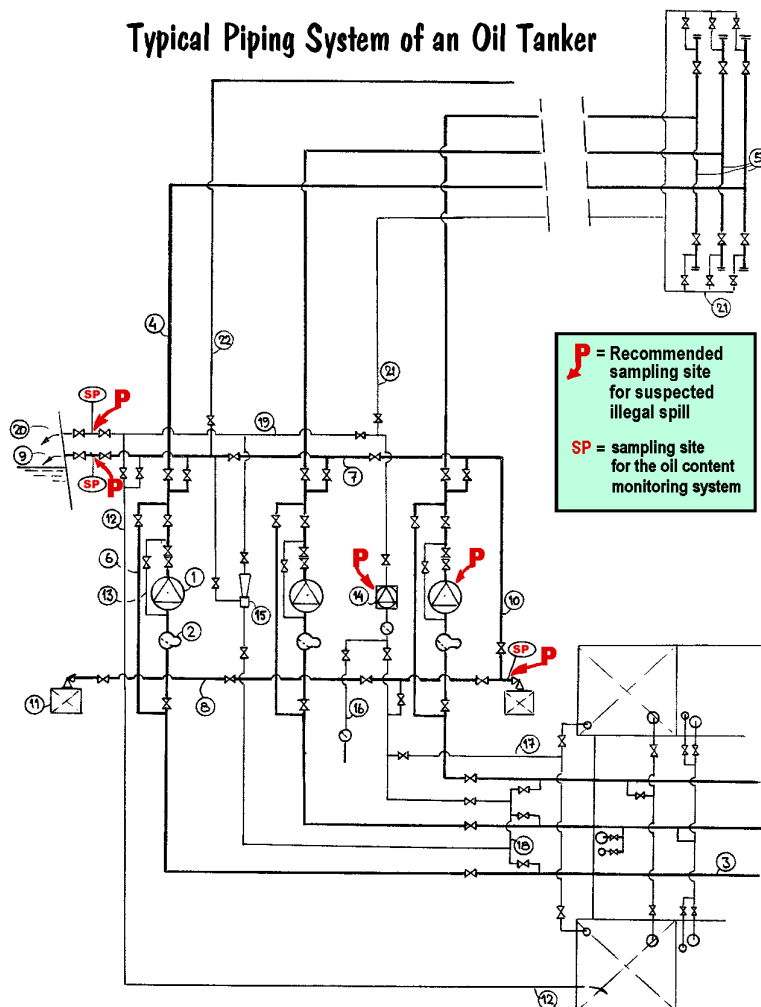 Typical Piping System of an Oil Tanker
5
21
4
22
21
P = Recommended
sampling site
for suspected
illegal spill
SP = sampling site
for the oil content
monitoring system
SP
P
20
19
9
7
SP
P
12
6
1
P
P
13
14
15
10
2
SP
P
11
8
16
17
18
3
12